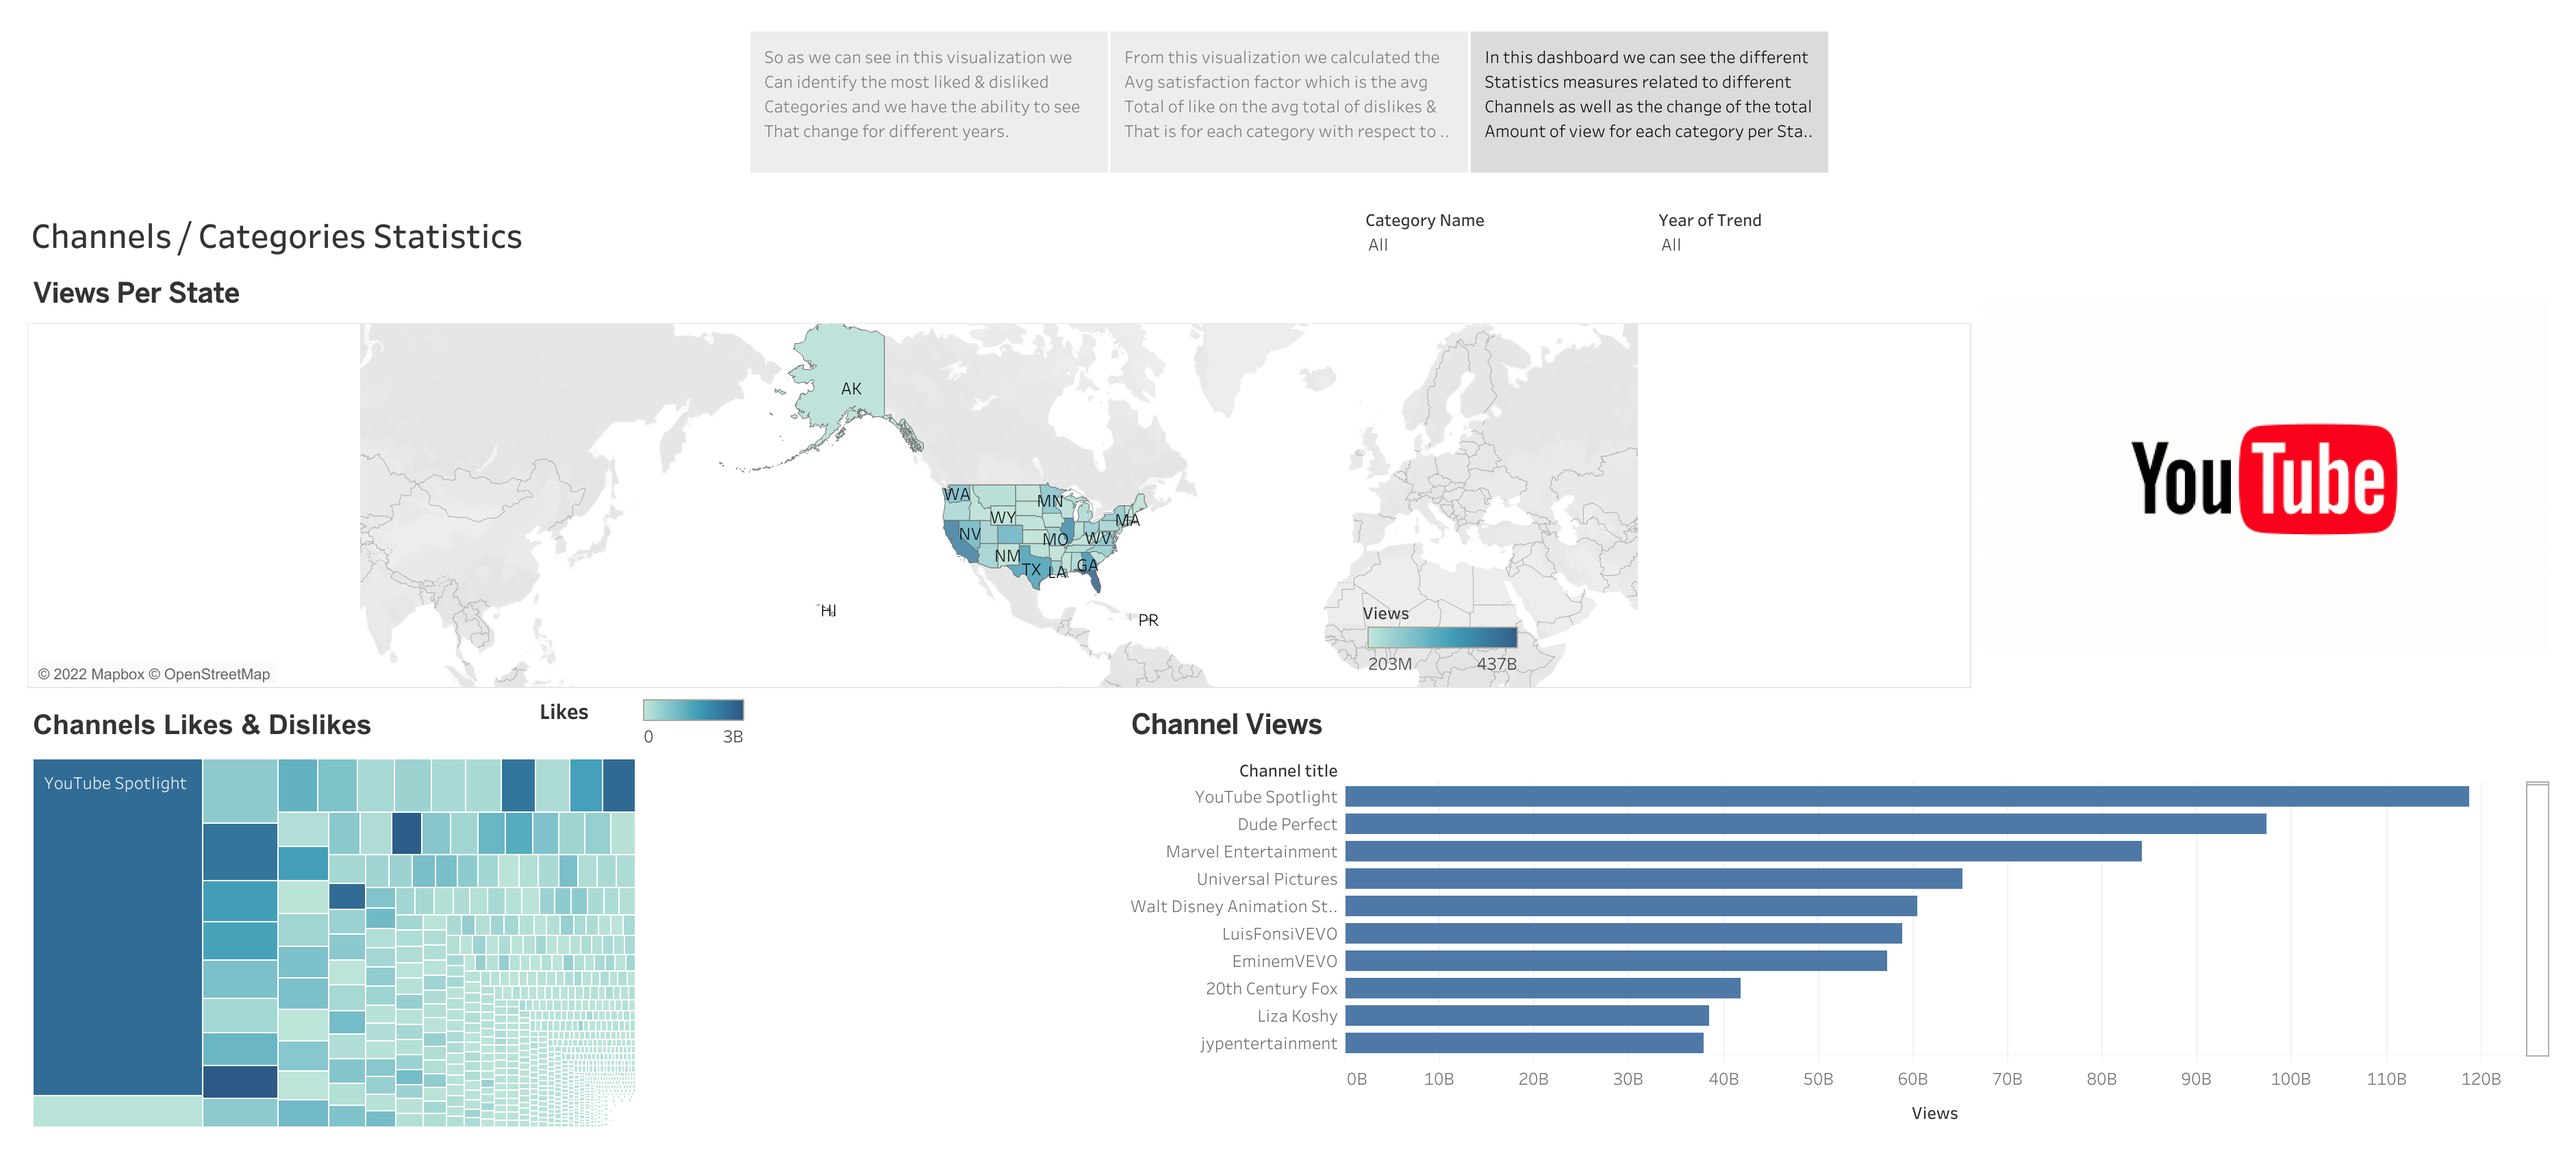 So as we can see in this visualization we
Can identify the most liked & disliked
Categories and we have the ability to see
That change for different years.
From this visualization we calculated the
Avg satisfaction factor which is the avg
Total of like on the avg total of dislikes &
That is for each category with respect to ..
In this dashboard we can see the different
Statistics measures related to different
Channels as well as the change of the total
Amount of view for each category per Sta..
Channels / Categories Statistics
Category Name
All
Year of Trend
All
Views Per State
AK
WA
MN
WY
MA
NV
MO
WV
NM
TX
LA
GA
HI
PR
Views
203M
437B
© 2022 Mapbox © OpenStreetMap
YouTube
Channels Likes & Dislikes
Likes
0
3B
YouTube Spotlight
Channel Views
Channel title
YouTube Spotlight
Dude Perfect
Marvel Entertainment
Universal Pictures
Walt Disney Animation St..
LuisFonsiVEVO
EminemVEVO
20th Century Fox
Liza Koshy
jypentertainment
0B
10B
20B
30B
40B
50B
60B
70B
80B
90B
100B
110B
120B
Views